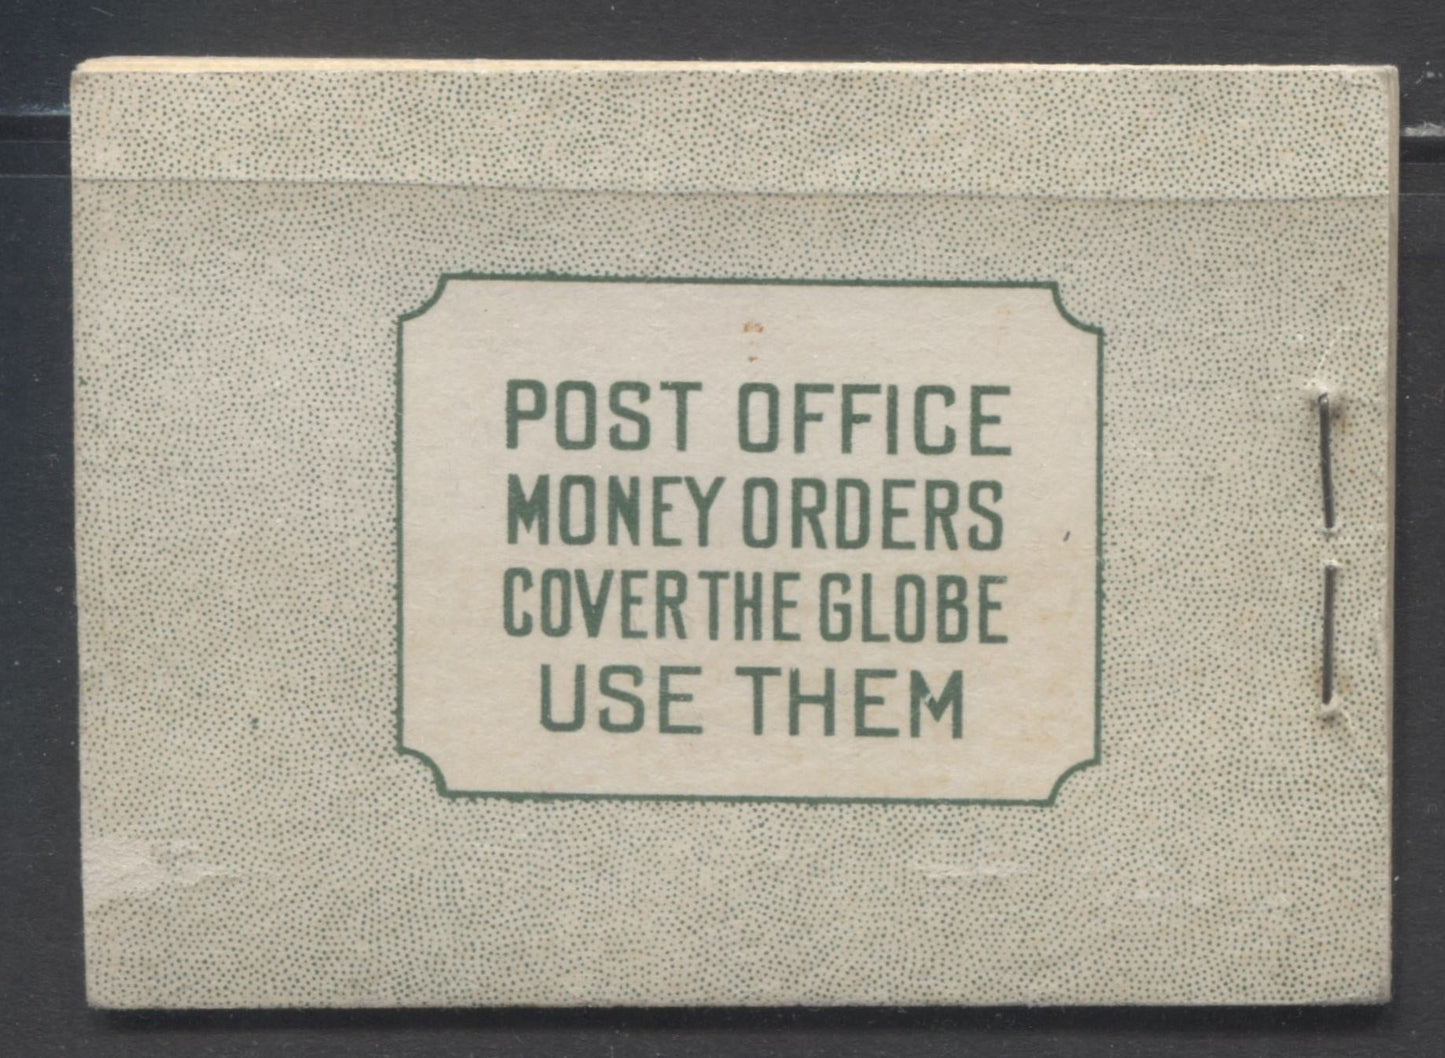 POST OFFICE
MONEY ORDERS
COVER THE GLOBE
USE THEM